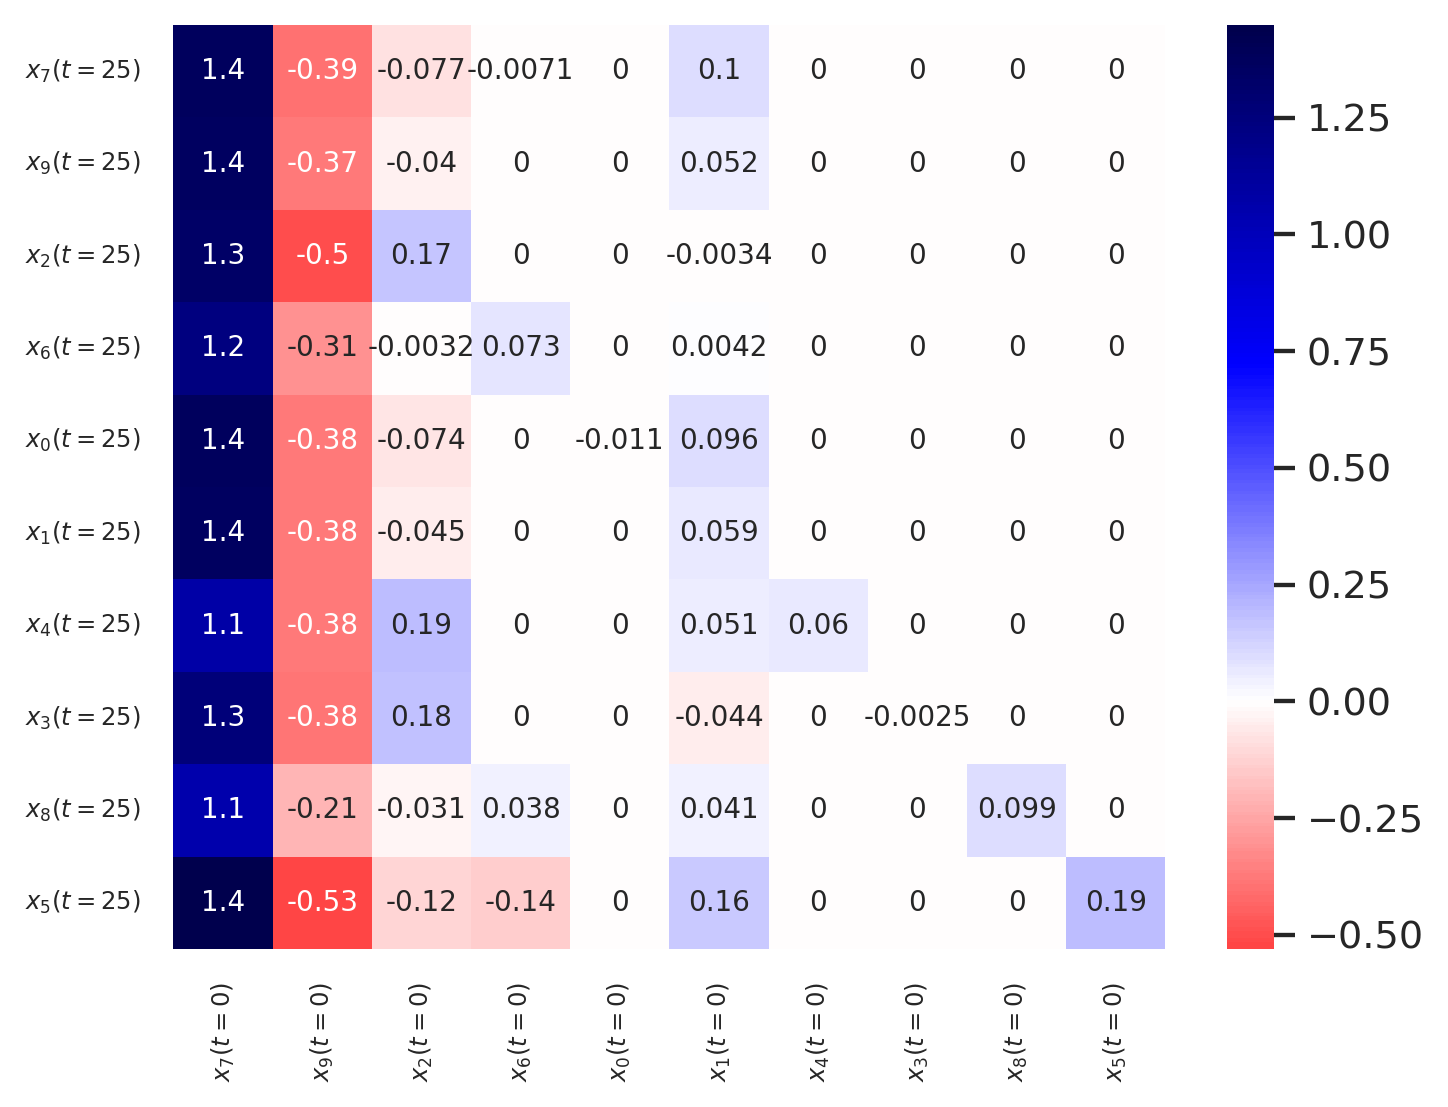 x₇(t = 25) 1.4 -0.39 -0.077 -0.0071 0 0.1 0 0 0 0
x₉(t = 25) 1.4 -0.37 -0.04 0 0 0.052 0 0 0 0
x₂(t = 25) 1.3 -0.5 0.17 0 0 -0.0034 0 0 0 0
x₆(t = 25) 1.2 -0.31 -0.0032 0.073 0 0.0042 0 0 0 0
x₀(t = 25) 1.4 -0.38 -0.074 0 -0.011 0.096 0 0 0 0
x₁(t = 25) 1.4 -0.38 -0.045 0 0 0.059 0 0 0 0
x₄(t = 25) 1.1 -0.38 0.19 0 0 0.051 0.06 0 0 0
x₃(t = 25) 1.3 -0.38 0.18 0 0 -0.044 0 -0.0025 0 0
x₈(t = 25) 1.1 -0.21 -0.031 0.038 0 0.041 0 0 0.099 0
x₅(t = 25) 1.4 -0.53 -0.12 -0.14 0 0.16 0 0 0 0.19
x₇(t = 0)
x₉(t = 0)
x₂(t = 0)
x₆(t = 0)
x₀(t = 0)
x₁(t = 0)
x₄(t = 0)
x₃(t = 0)
x₈(t = 0)
x₅(t = 0)
1.25
1.00
0.75
0.50
0.25
0.00
−0.25
−0.50